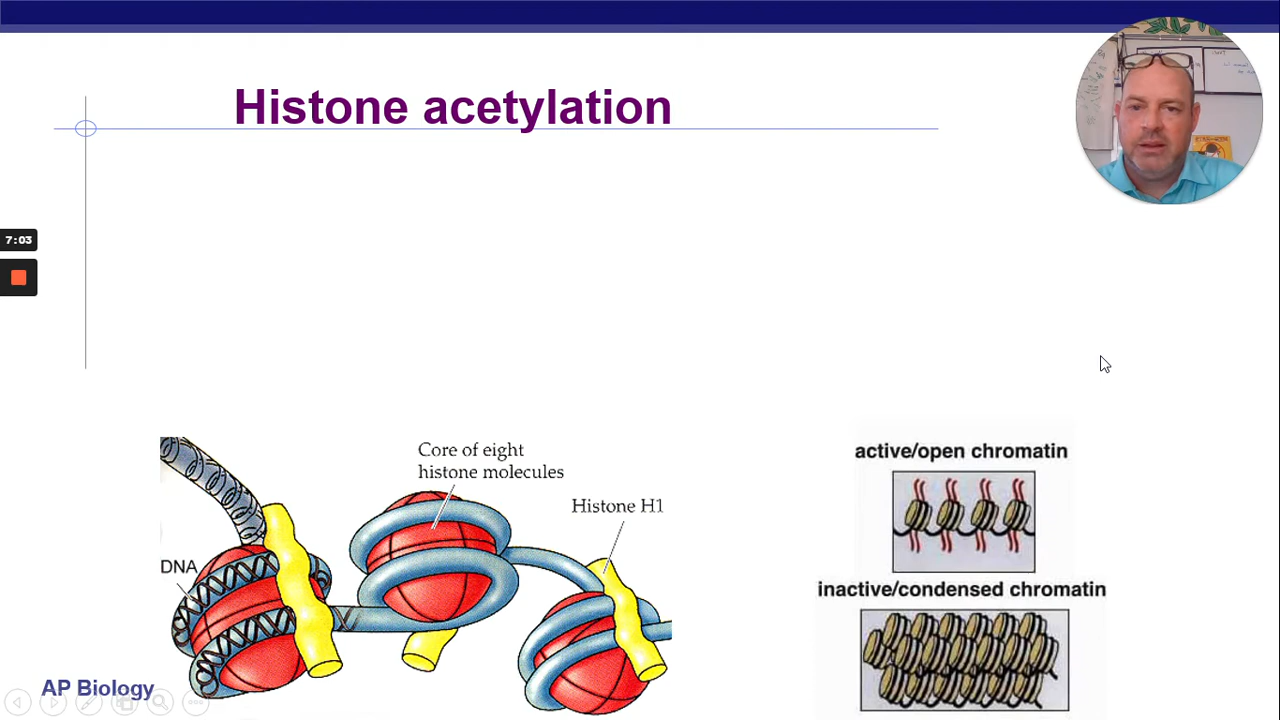 Histone acetylation
7:03
Core of eight
histone molecules
Histone H1
DNA
active/open chromatin
inactive/condensed chromatin
AP Biology